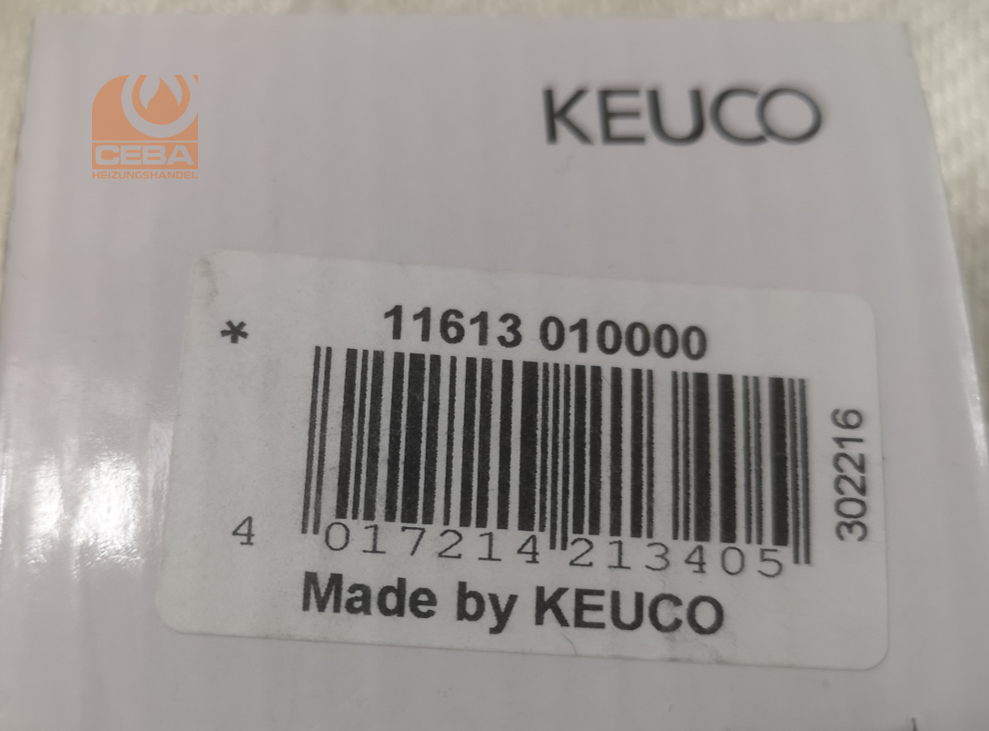 KEUCO
CEBA
HEIZUNGSHANDEL
* 11613 010000
302216
4 017214 213405
Made by KEUCO